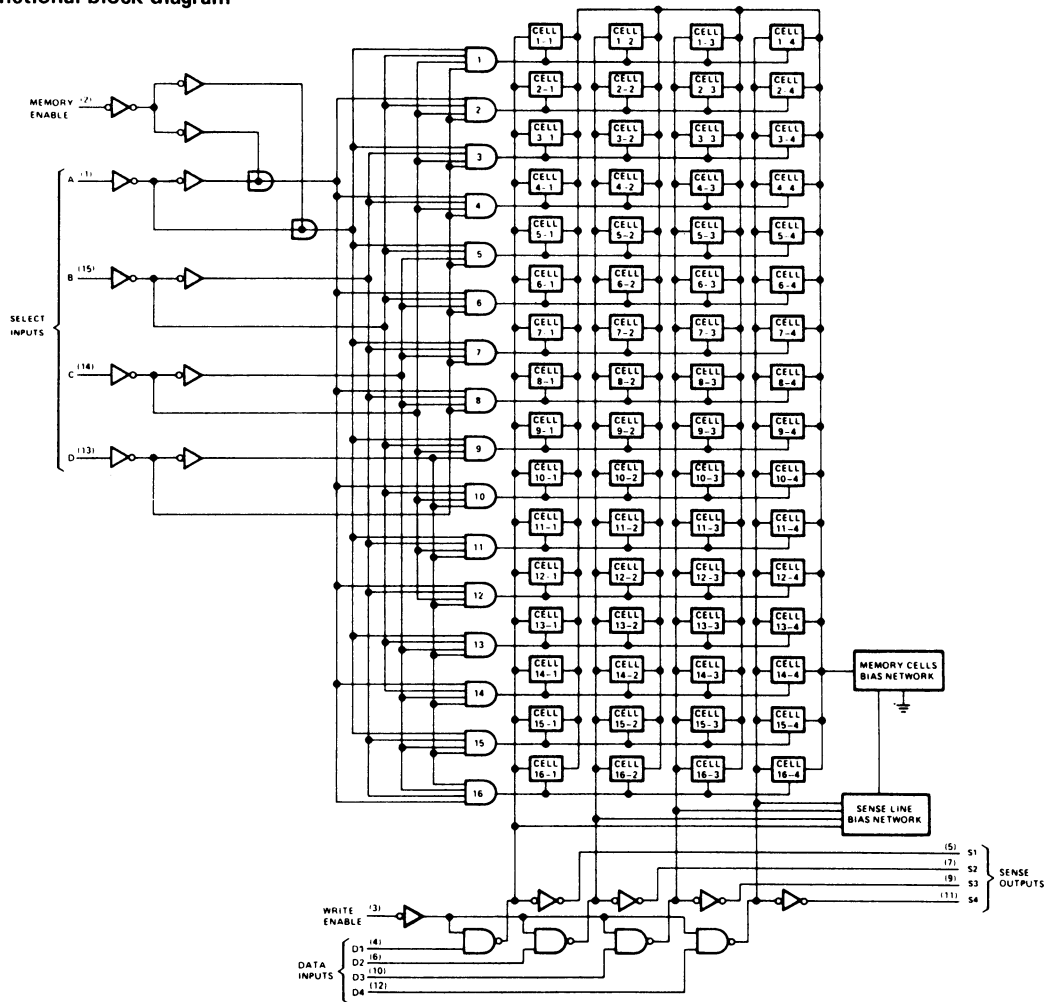 nctional block diagram
MEMORY ENABLE (2)
SELECT INPUTS
A (1)
B (15)
C (14)
D (13)
1
2
3
4
5
6
7
8
9
10
11
12
13
14
15
16
CELL 1-1 CELL 1-2 CELL 1-3 CELL 1-4
CELL 2-1 CELL 2-2 CELL 2-3 CELL 2-4
CELL 3-1 CELL 3-2 CELL 3-3 CELL 3-4
CELL 4-1 CELL 4-2 CELL 4-3 CELL 4-4
CELL 5-1 CELL 5-2 CELL 5-3 CELL 5-4
CELL 6-1 CELL 6-2 CELL 6-3 CELL 6-4
CELL 7-1 CELL 7-2 CELL 7-3 CELL 7-4
CELL 8-1 CELL 8-2 CELL 8-3 CELL 8-4
CELL 9-1 CELL 9-2 CELL 9-3 CELL 9-4
CELL 10-1 CELL 10-2 CELL 10-3 CELL 10-4
CELL 11-1 CELL 11-2 CELL 11-3 CELL 11-4
CELL 12-1 CELL 12-2 CELL 12-3 CELL 12-4
CELL 13-1 CELL 13-2 CELL 13-3 CELL 13-4
CELL 14-1 CELL 14-2 CELL 14-3 CELL 14-4
CELL 15-1 CELL 15-2 CELL 15-3 CELL 15-4
CELL 16-1 CELL 16-2 CELL 16-3 CELL 16-4
MEMORY CELLS
BIAS NETWORK
SENSE LINE
BIAS NETWORK
(5) S1
(7) S2
(9) S3
(11) S4
SENSE
OUTPUTS
WRITE ENABLE (3)
DATA INPUTS
D1 (4)
D2 (6)
D3 (10)
D4 (12)